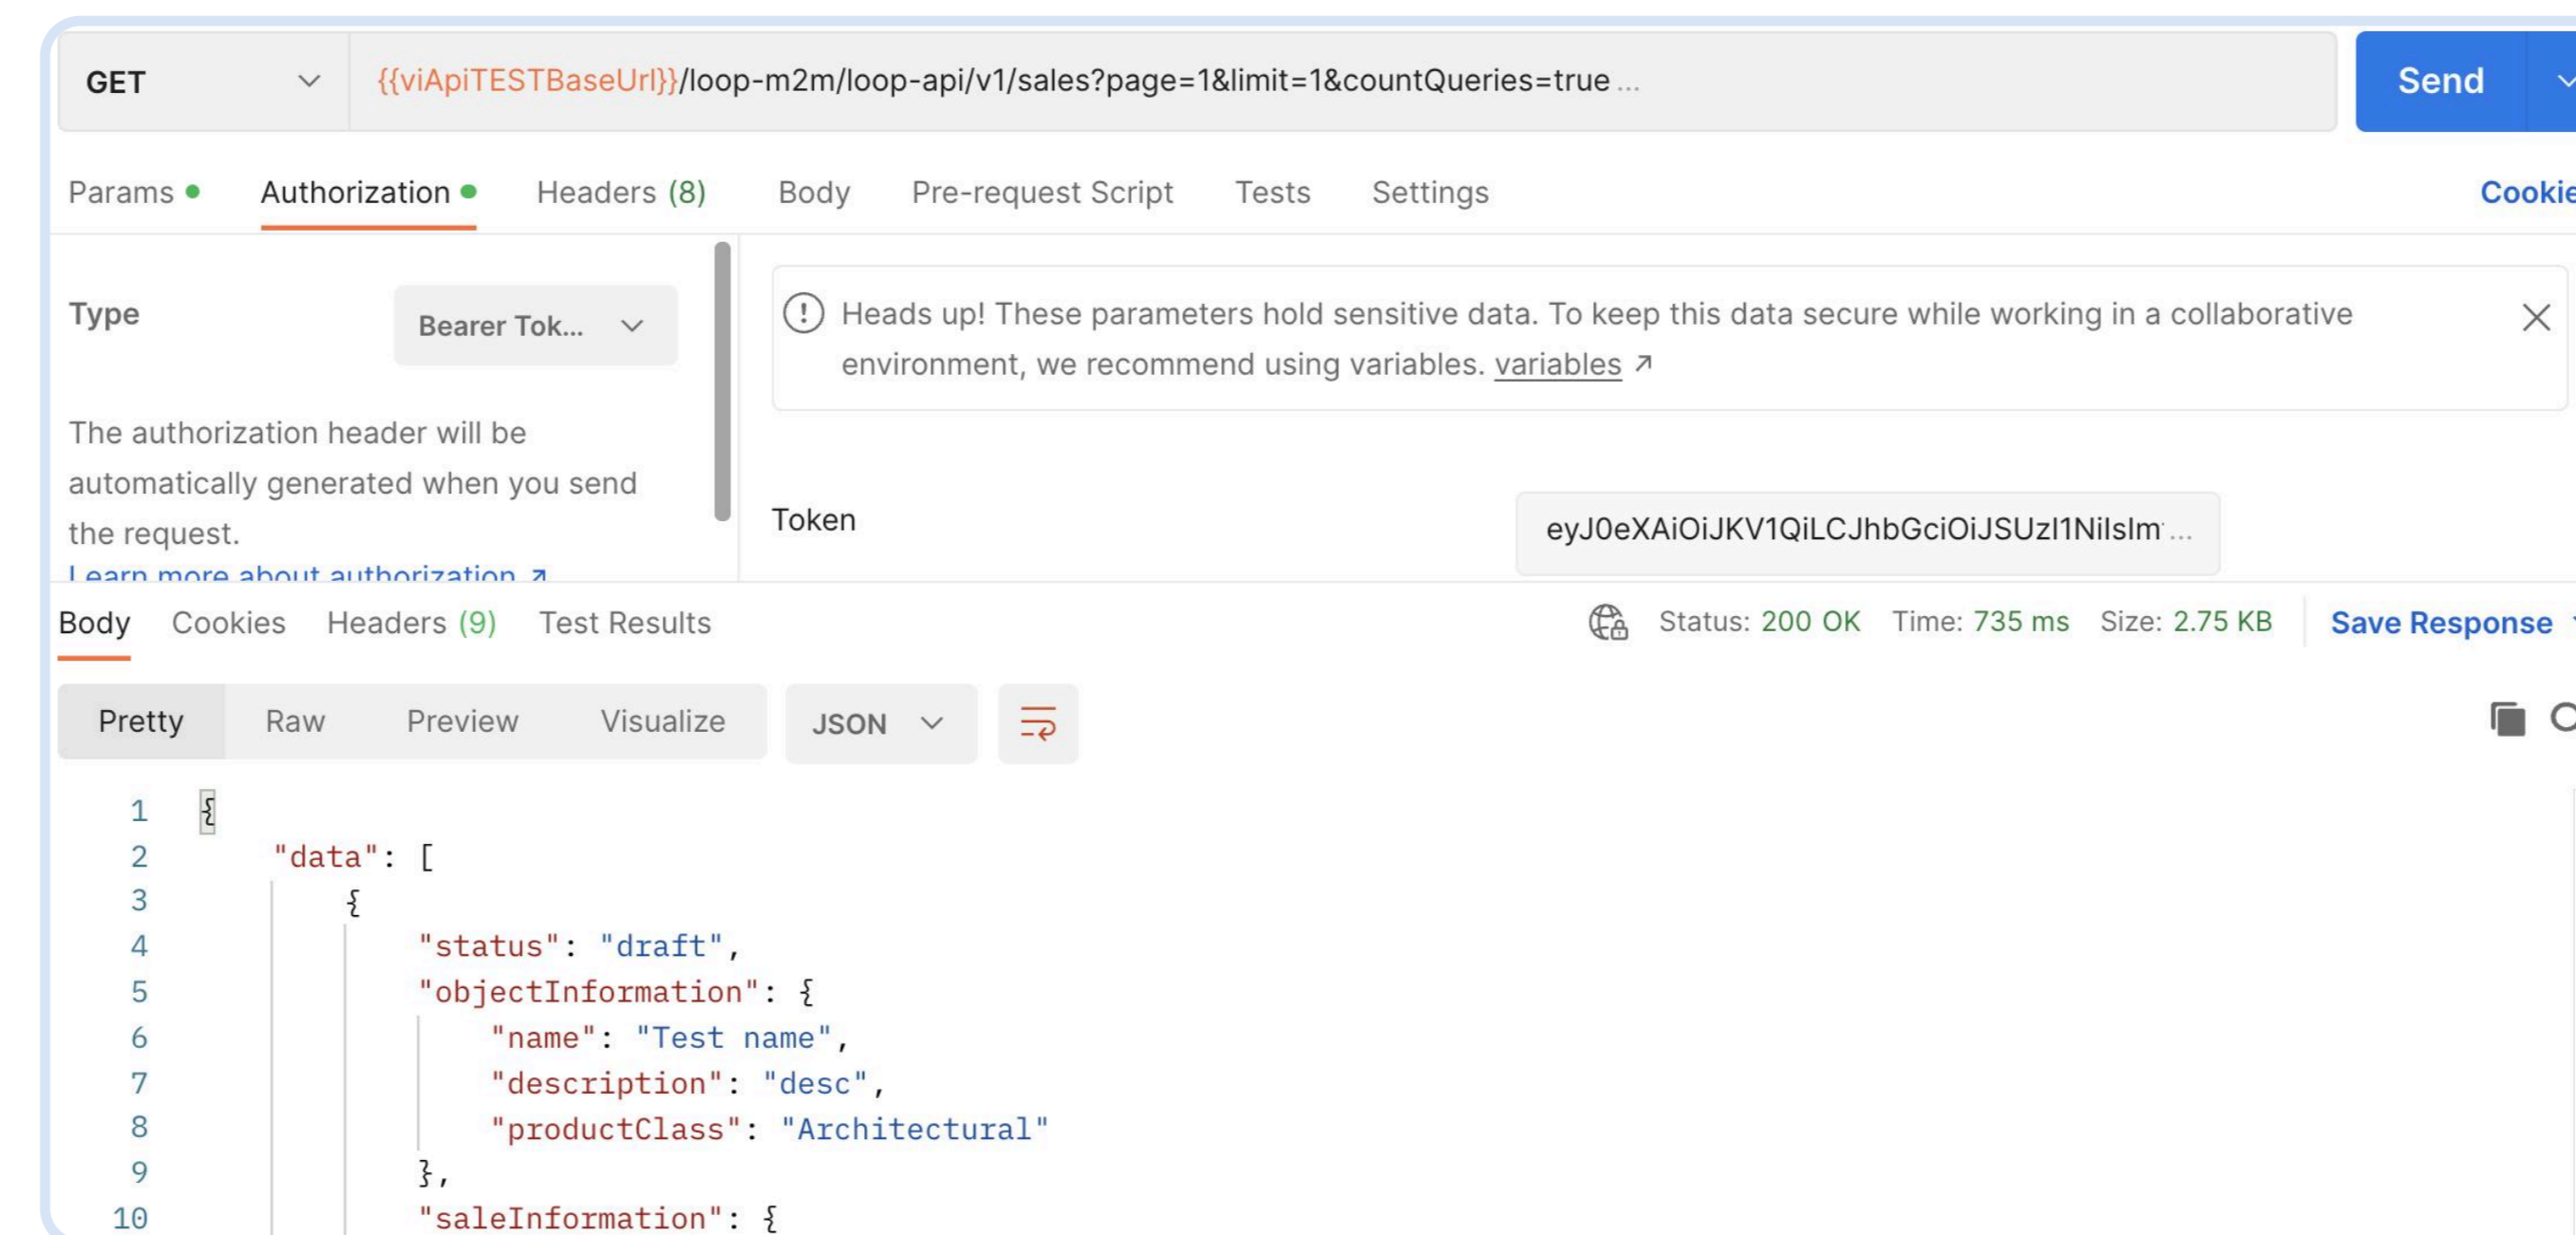 GET {{viApiTESTBaseUrl}}/loop-m2m/loop-api/v1/sales?page=1&limit=1&countQueries=true ... Send
Params Authorization Headers (8) Body Pre-request Script Tests Settings Cookie
Type Bearer Tok...
The authorization header will be
automatically generated when you send
the request.
Learn more about authorization ↗
Heads up! These parameters hold sensitive data. To keep this data secure while working in a collaborative
environment, we recommend using variables. variables ↗
Token eyJ0eXAiOiJKV1QiLCJhbGciOiJSUzI1NiIsIm...
Body Cookies Headers (9) Test Results Status: 200 OK Time: 735 ms Size: 2.75 KB Save Response
Pretty Raw Preview Visualize JSON
1 {
2 "data": [
3 {
4 "status": "draft",
5 "objectInformation": {
6 "name": "Test name",
7 "description": "desc",
8 "productClass": "Architectural"
9 },
10 "saleInformation": {